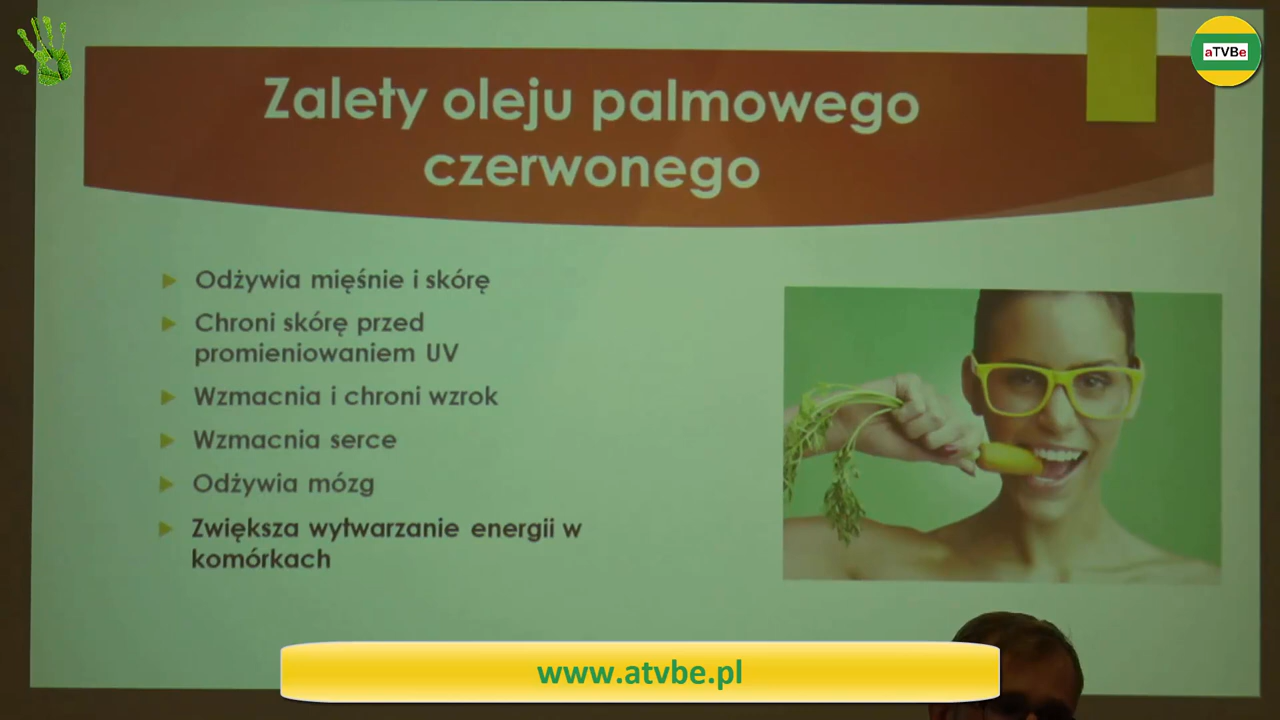 aTVBe
Zalety oleju palmowego
czerwonego
Odżywia mięśnie i skórę
Chroni skórę przed
promieniowaniem UV
Wzmacnia i chroni wzrok
Wzmacnia serce
Odżywia mózg
Zwiększa wytwarzanie energii w
komórkach
www.atvbe.pl